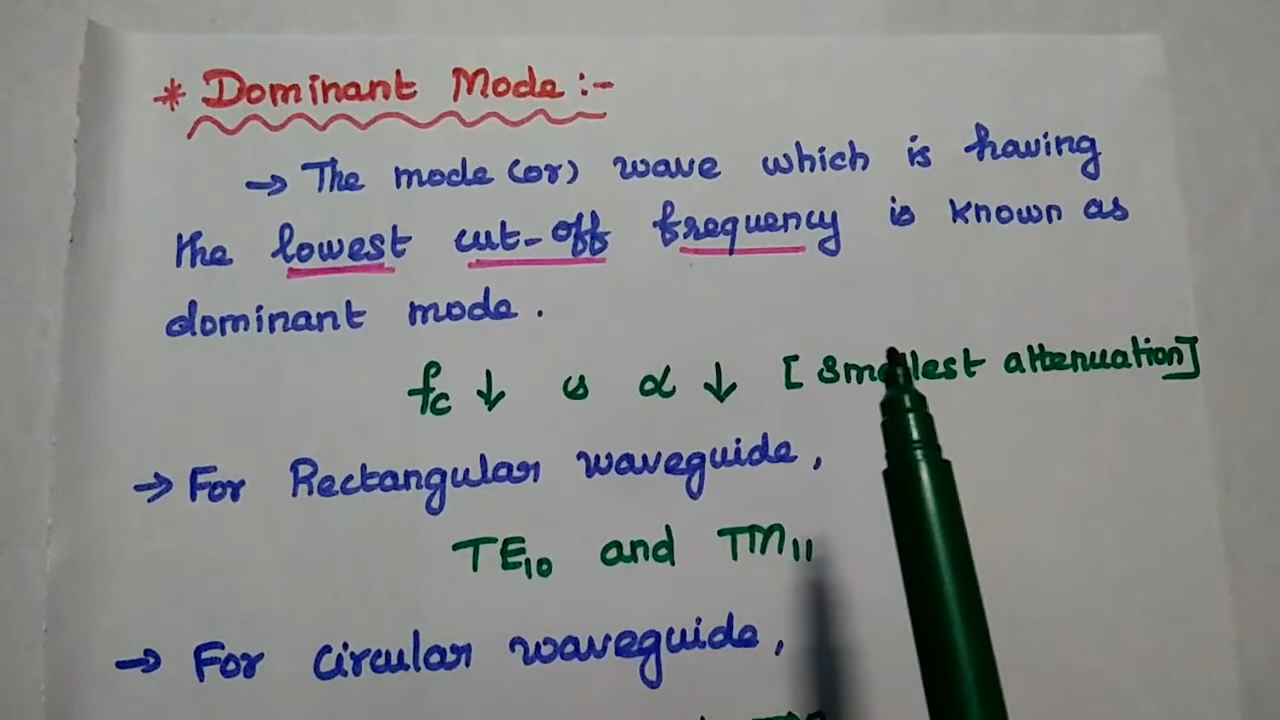 * Dominant Mode :-
→ The mode (or) wave which is having
the lowest cut-off frequency is known as
dominant mode.
fc ↓ α ↓ [smallest attenuation]
→ For Rectangular waveguide,
TE10 and TM11
→ For circular waveguide,